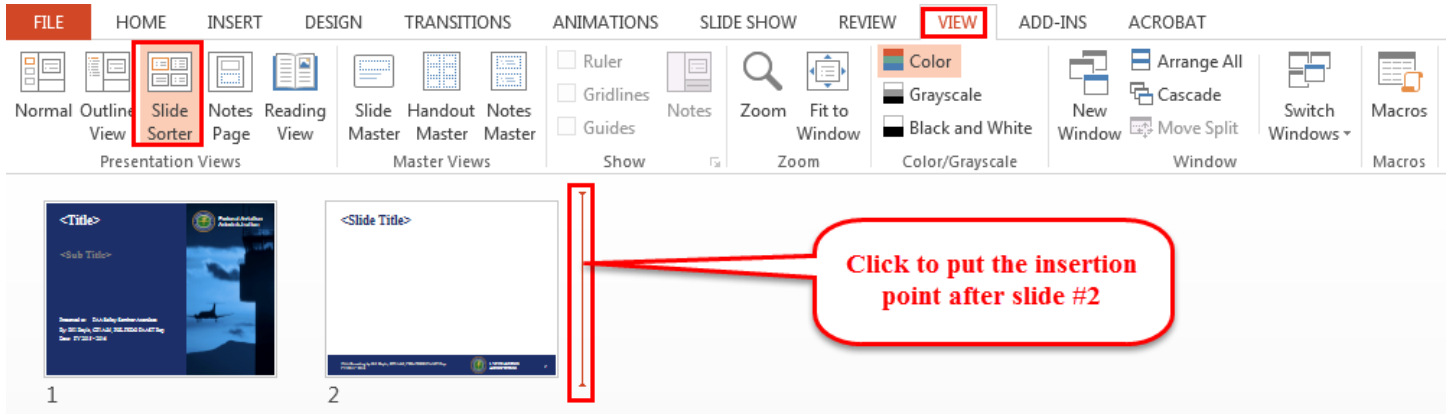 FILE HOME INSERT DESIGN TRANSITIONS ANIMATIONS SLIDE SHOW REVIEW VIEW ADD-INS ACROBAT
Normal Outline View Slide Sorter Notes Page Reading View
Presentation Views
Slide Master Handout Master Notes Master
Master Views
Ruler
Gridlines
Guides
Notes
Show
Zoom Fit to Window
Zoom
Color
Grayscale
Black and White
Color/Grayscale
New Window
Arrange All
Cascade
Move Split
Switch Windows
Window
Macros
Macros
<Title>
Federal Aviation
Administration
<Sub Title>
1
<Slide Title>
2
Click to put the insertion
point after slide #2